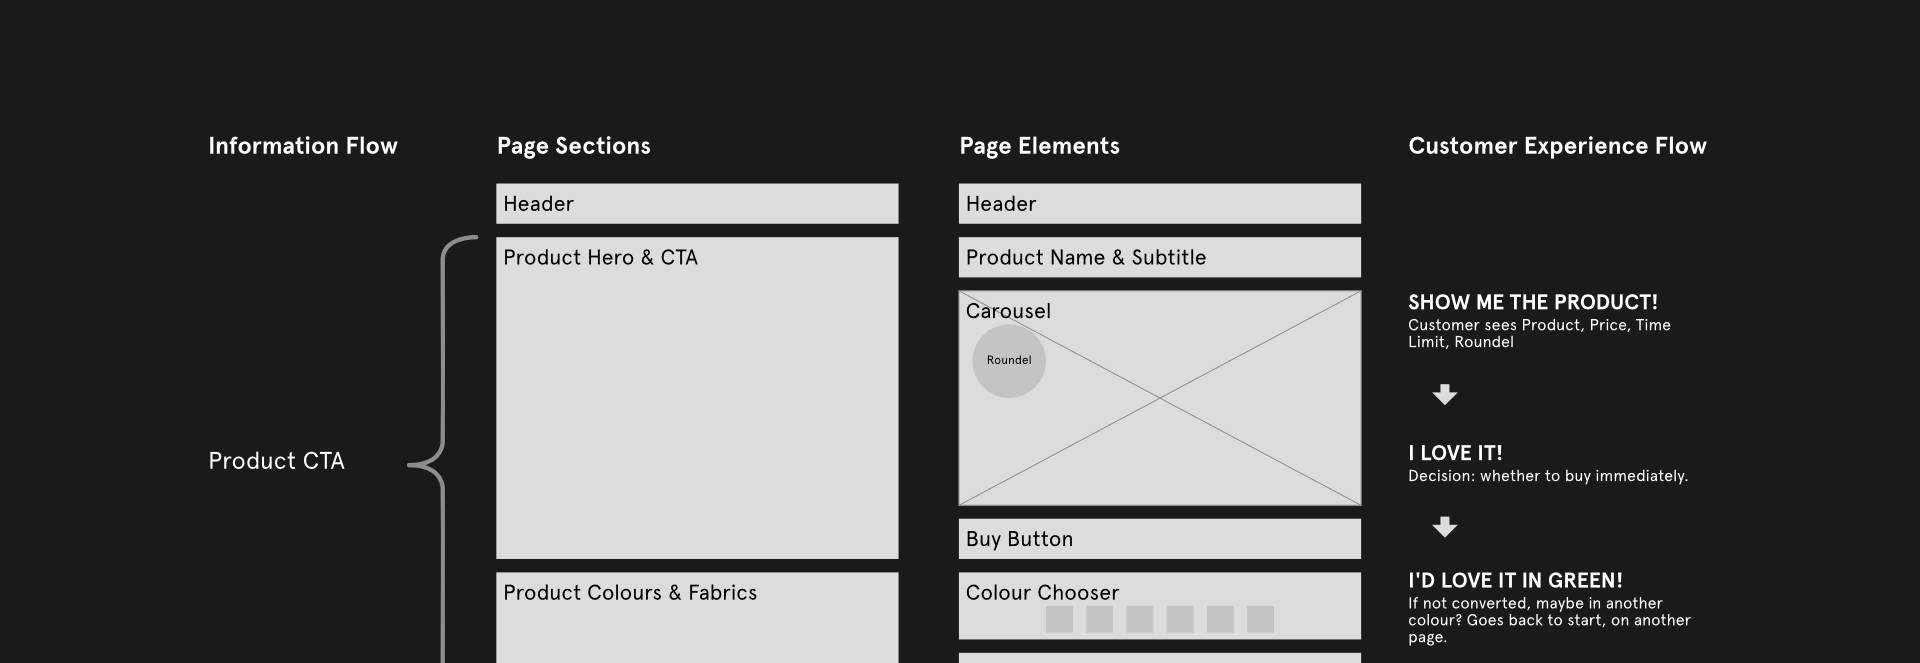 Information Flow
Page Sections
Page Elements
Customer Experience Flow
Product CTA
Header
Product Hero & CTA
Product Colours & Fabrics
Header
Product Name & Subtitle
Carousel
Roundel
Buy Button
Colour Chooser
SHOW ME THE PRODUCT!
Customer sees Product, Price, Time
Limit, Roundel
I LOVE IT!
Decision: whether to buy immediately.
I'D LOVE IT IN GREEN!
If not converted, maybe in another
colour? Goes back to start, on another
page.